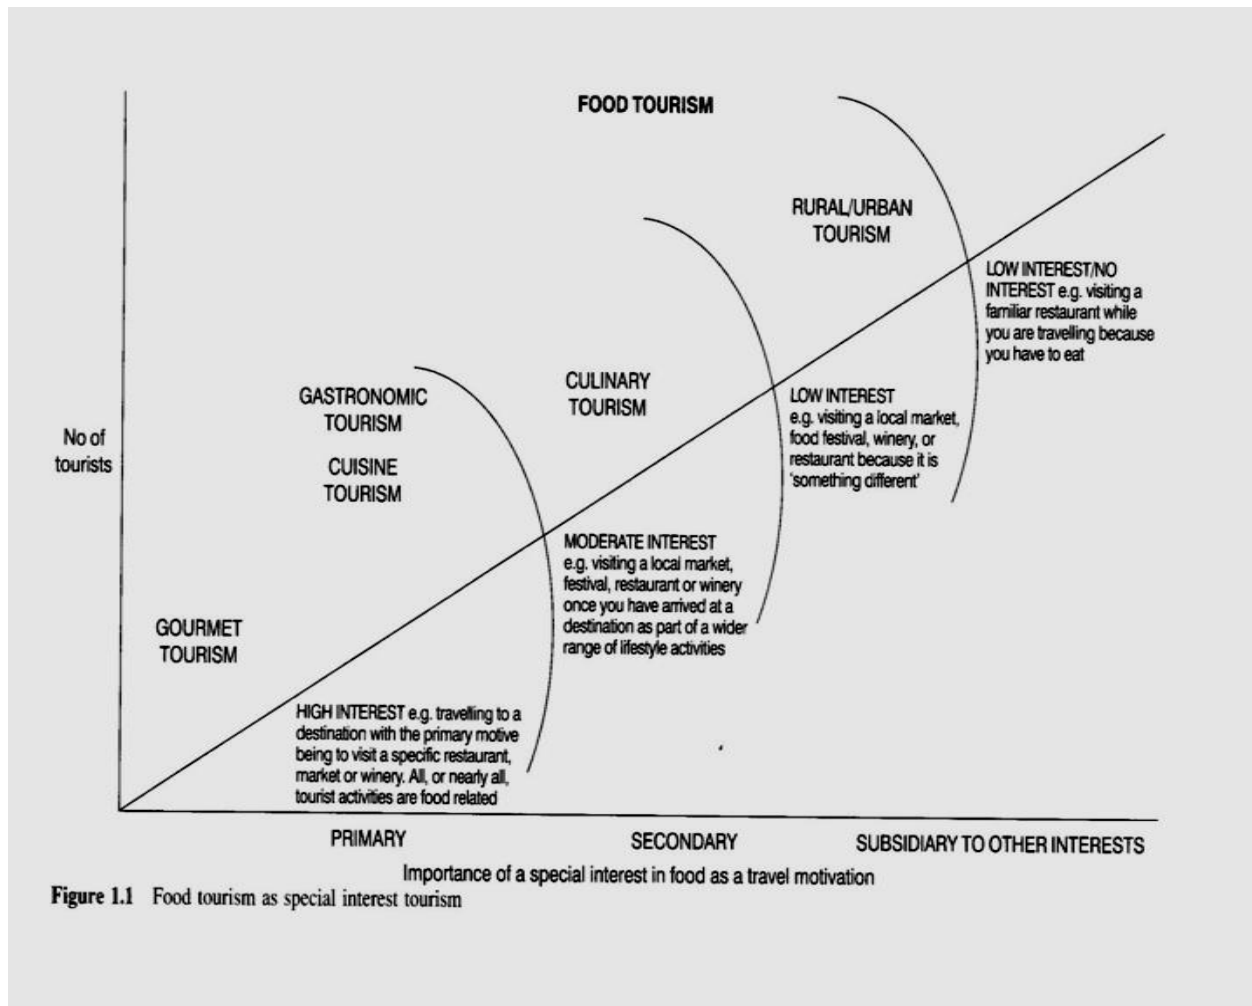 FOOD TOURISM
RURAL/URBAN
TOURISM
LOW INTEREST/NO
INTEREST e.g. visiting a
familiar restaurant while
you are travelling because
you have to eat
CULINARY
TOURISM
LOW INTEREST
e.g. visiting a local market,
food festival, winery, or
restaurant because it is
'something different'
GASTRONOMIC
TOURISM
CUISINE
TOURISM
No of
tourists
MODERATE INTEREST
e.g. visiting a local market,
festival, restaurant or winery
once you have arrived at a
destination as part of a wider
range of lifestyle activities
GOURMET
TOURISM
HIGH INTEREST e.g. travelling to a
destination with the primary motive
being to visit a specific restaurant,
market or winery. All, or nearly all,
tourist activities are food related
PRIMARY
SECONDARY
SUBSIDIARY TO OTHER INTERESTS
Importance of a special interest in food as a travel motivation
Figure 1.1 Food tourism as special interest tourism